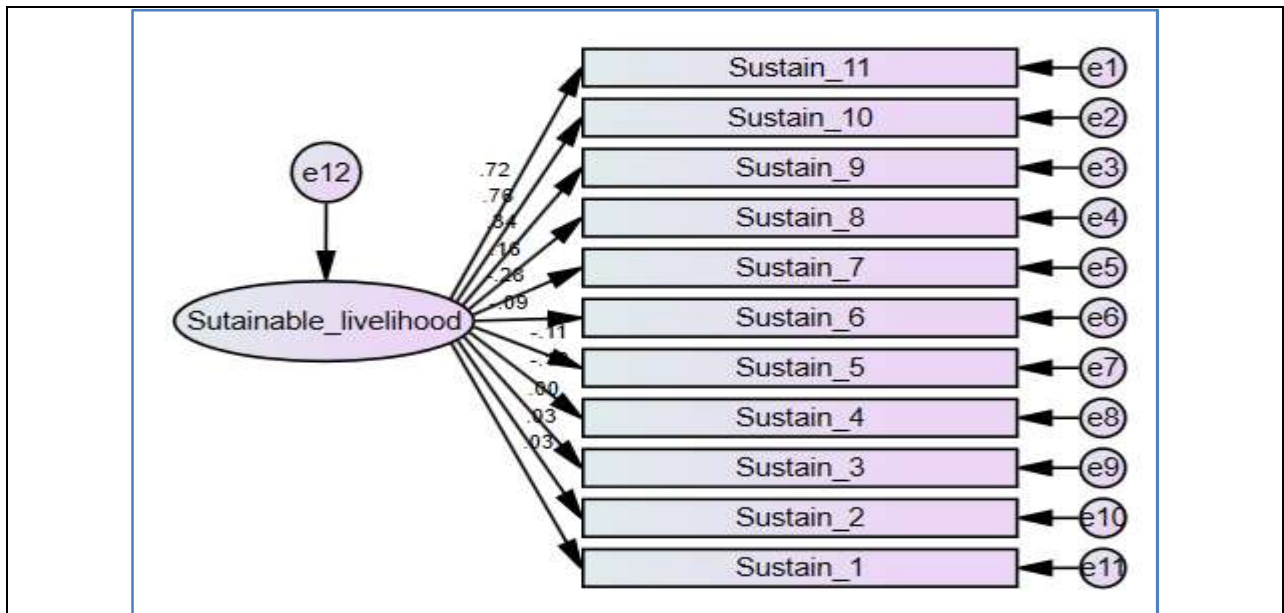 Sustain_11
e1
Sustain_10
e2
Sustain_9
e3
e12
.72
Sustain_8
e4
.76
.84
Sustain_7
e5
.16
-.28
Sustain_6
e6
-.09
Sutainable_livelihood
-.11
Sustain_5
e7
.00
Sustain_4
e8
.03
.03
Sustain_3
e9
Sustain_2
e10
Sustain_1
e11